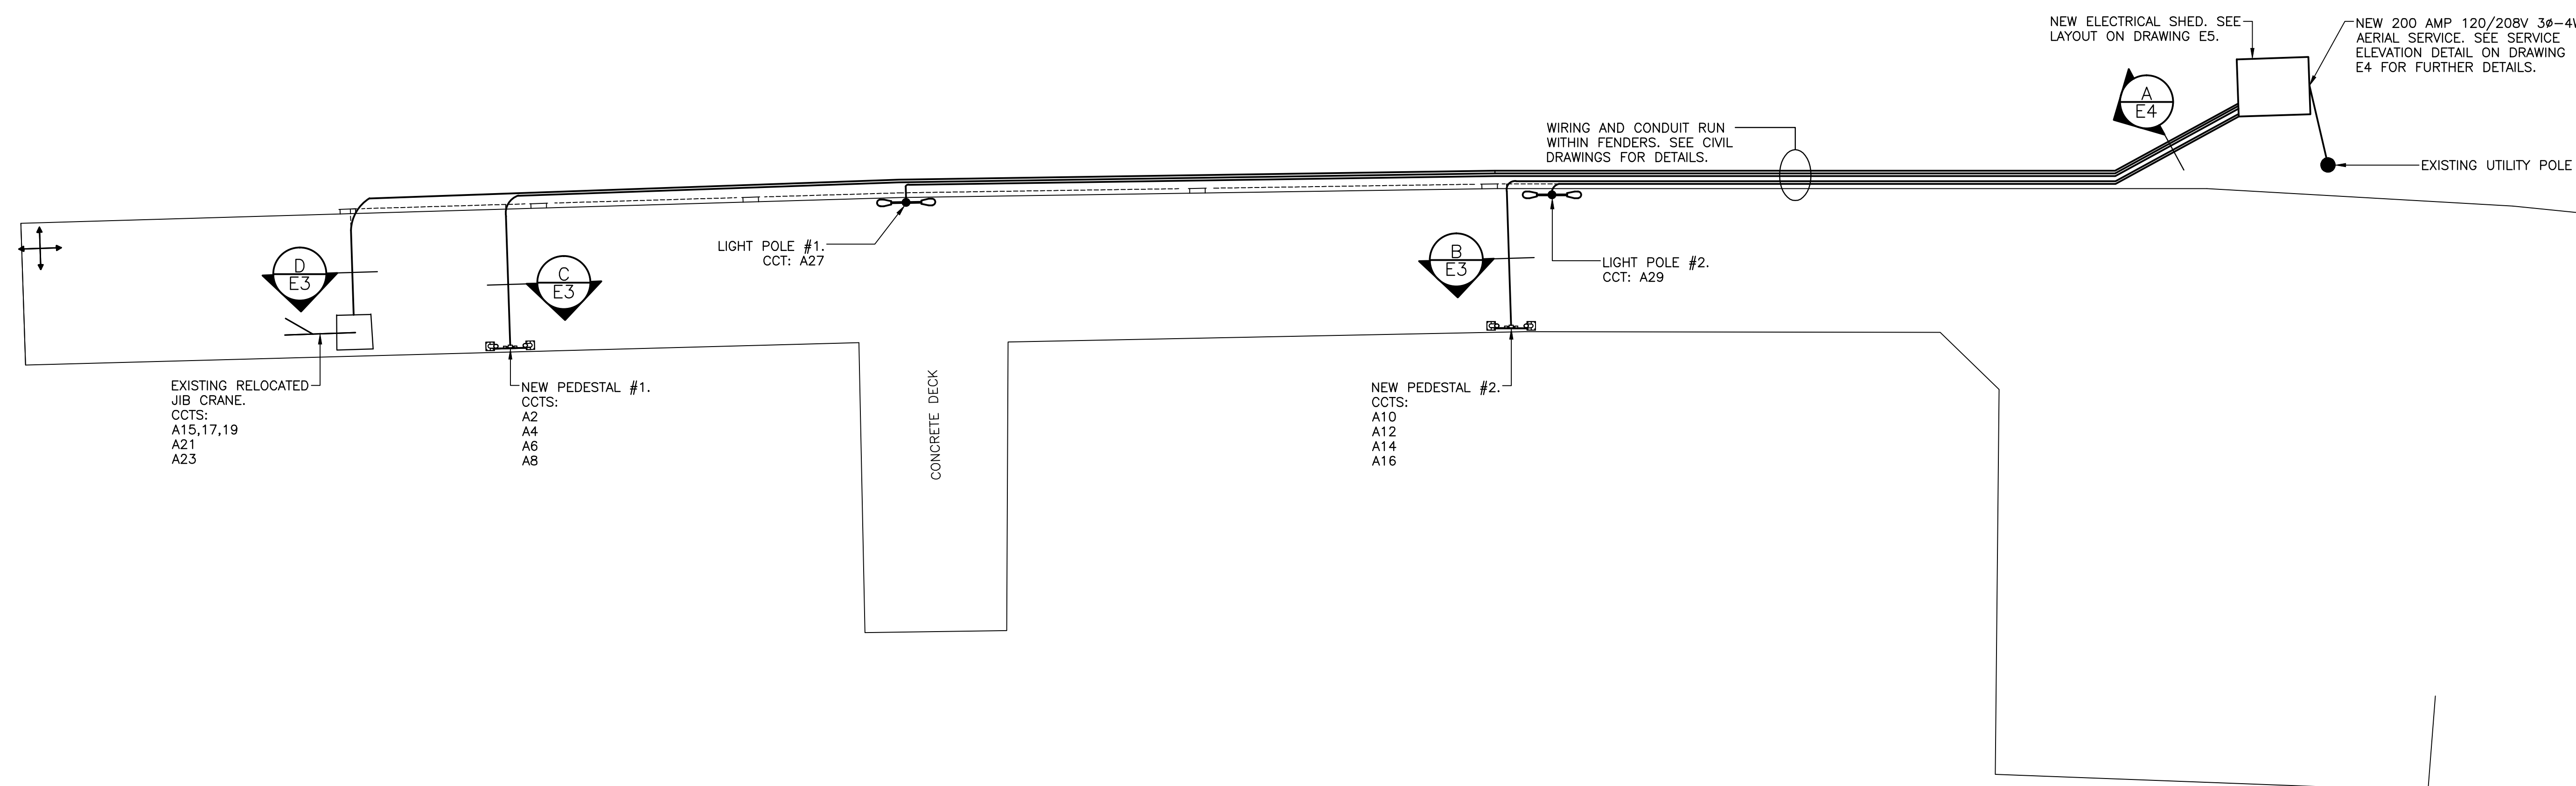 NEW ELECTRICAL SHED. SEE
LAYOUT ON DRAWING E5.
NEW 200 AMP 120/208V 3ø-4W
AERIAL SERVICE. SEE SERVICE
ELEVATION DETAIL ON DRAWING
E4 FOR FURTHER DETAILS.
A
E4
WIRING AND CONDUIT RUN
WITHIN FENDERS. SEE CIVIL
DRAWINGS FOR DETAILS.
EXISTING UTILITY POLE
LIGHT POLE #1.
CCT: A27
D
E3
C
E3
B
E3
LIGHT POLE #2.
CCT: A29
EXISTING RELOCATED
JIB CRANE.
CCTS:
A15,17,19
A21
A23
NEW PEDESTAL #1.
CCTS:
A2
A4
A6
A8
CONCRETE DECK
NEW PEDESTAL #2.
CCTS:
A10
A12
A14
A16